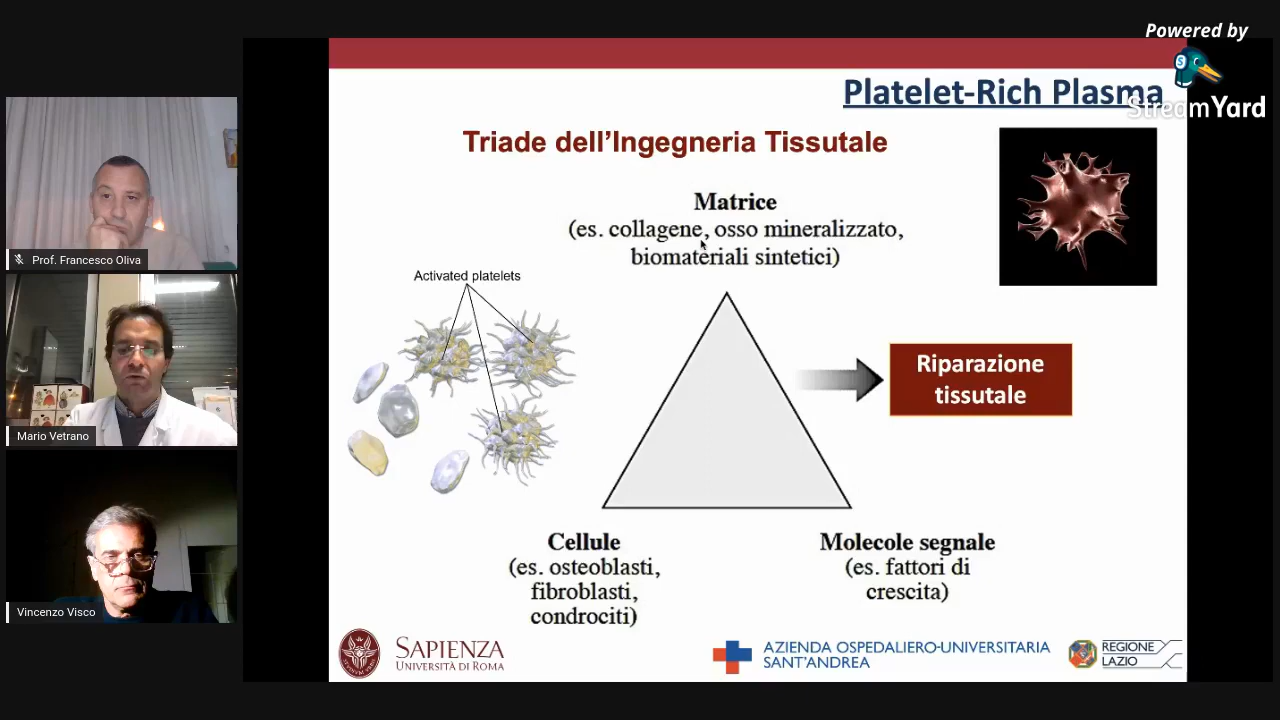 Powered by
StreamYard
Platelet-Rich Plasma
Triade dell’Ingegneria Tissutale
Matrice
(es. collagene, osso mineralizzato,
biomateriali sintetici)
Activated platelets
Riparazione
tissutale
Cellule
(es. osteoblasti,
fibroblasti,
condrociti)
Molecole segnale
(es. fattori di
crescita)
SAPIENZA
UNIVERSITÀ DI ROMA
AZIENDA OSPEDALIERO-UNIVERSITARIA
SANT'ANDREA
REGIONE
LAZIO
Prof. Francesco Oliva
Mario Vetrano
Vincenzo Visco